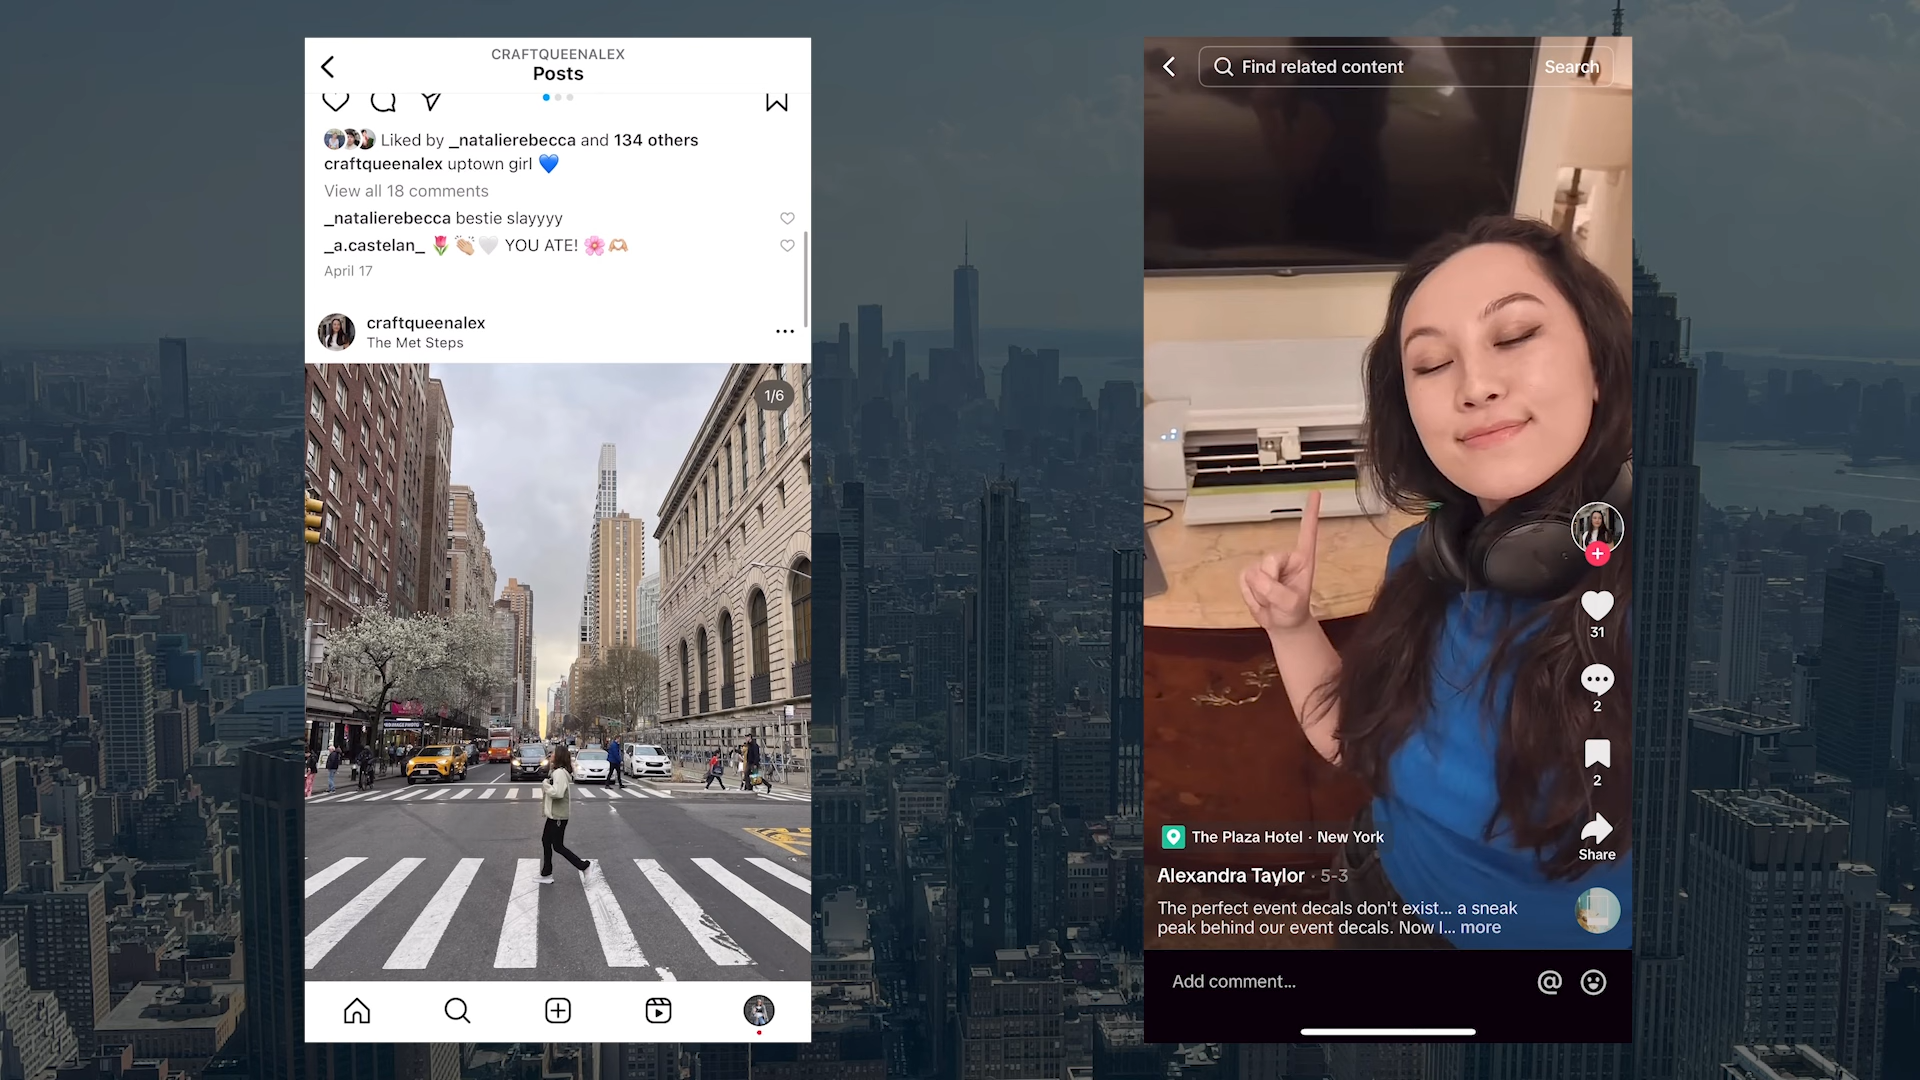 CRAFTQUEENALEX
Posts
Liked by _natalierebecca and 134 others
craftqueenalex uptown girl 💙
View all 18 comments
_natalierebecca bestie slayyyy
_a.castelan_ 🌷👏🏼🤍 YOU ATE! 🌸🫶🏼
April 17
craftqueenalex
The Met Steps
1/6
Find related content
Search
31
2
2
Share
The Plaza Hotel · New York
Alexandra Taylor · 5-3
The perfect event decals don't exist... a sneak
peak behind our event decals. Now I... more
Add comment...